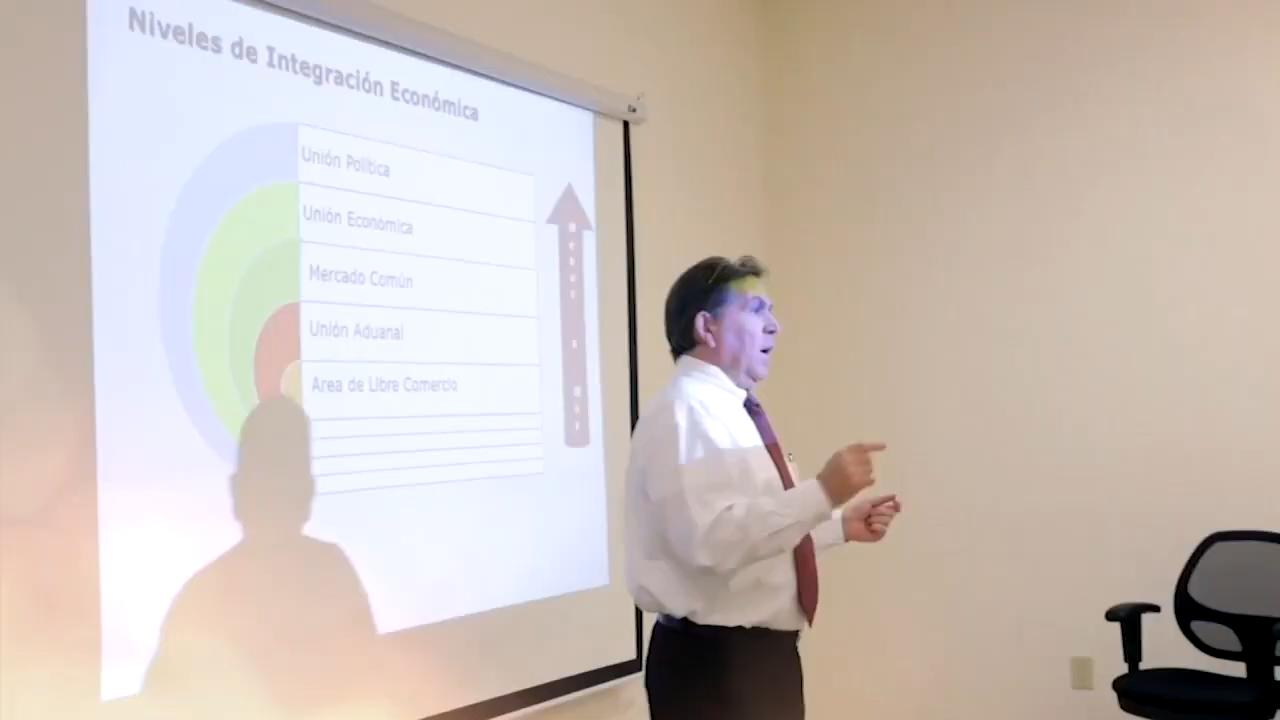 Niveles de Integración Económica
Unión Política
Unión Económica
Mercado Común
Unión Aduanal
Area de Libre Comercio